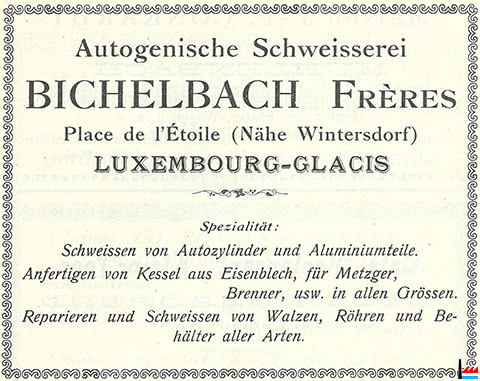 Autogenische Schweisserei
BICHELBACH FRÈRES
Place de l'Étoile (Nähe Wintersdorf)
LUXEMBOURG-GLACIS
Spezialität:
Schweissen von Autozylinder und Aluminiumteile.
Anfertigen von Kessel aus Eisenblech, für Metzger,
Brenner, usw. in allen Grössen.
Reparieren und Schweissen von Walzen, Röhren und Be-
hälter aller Arten.